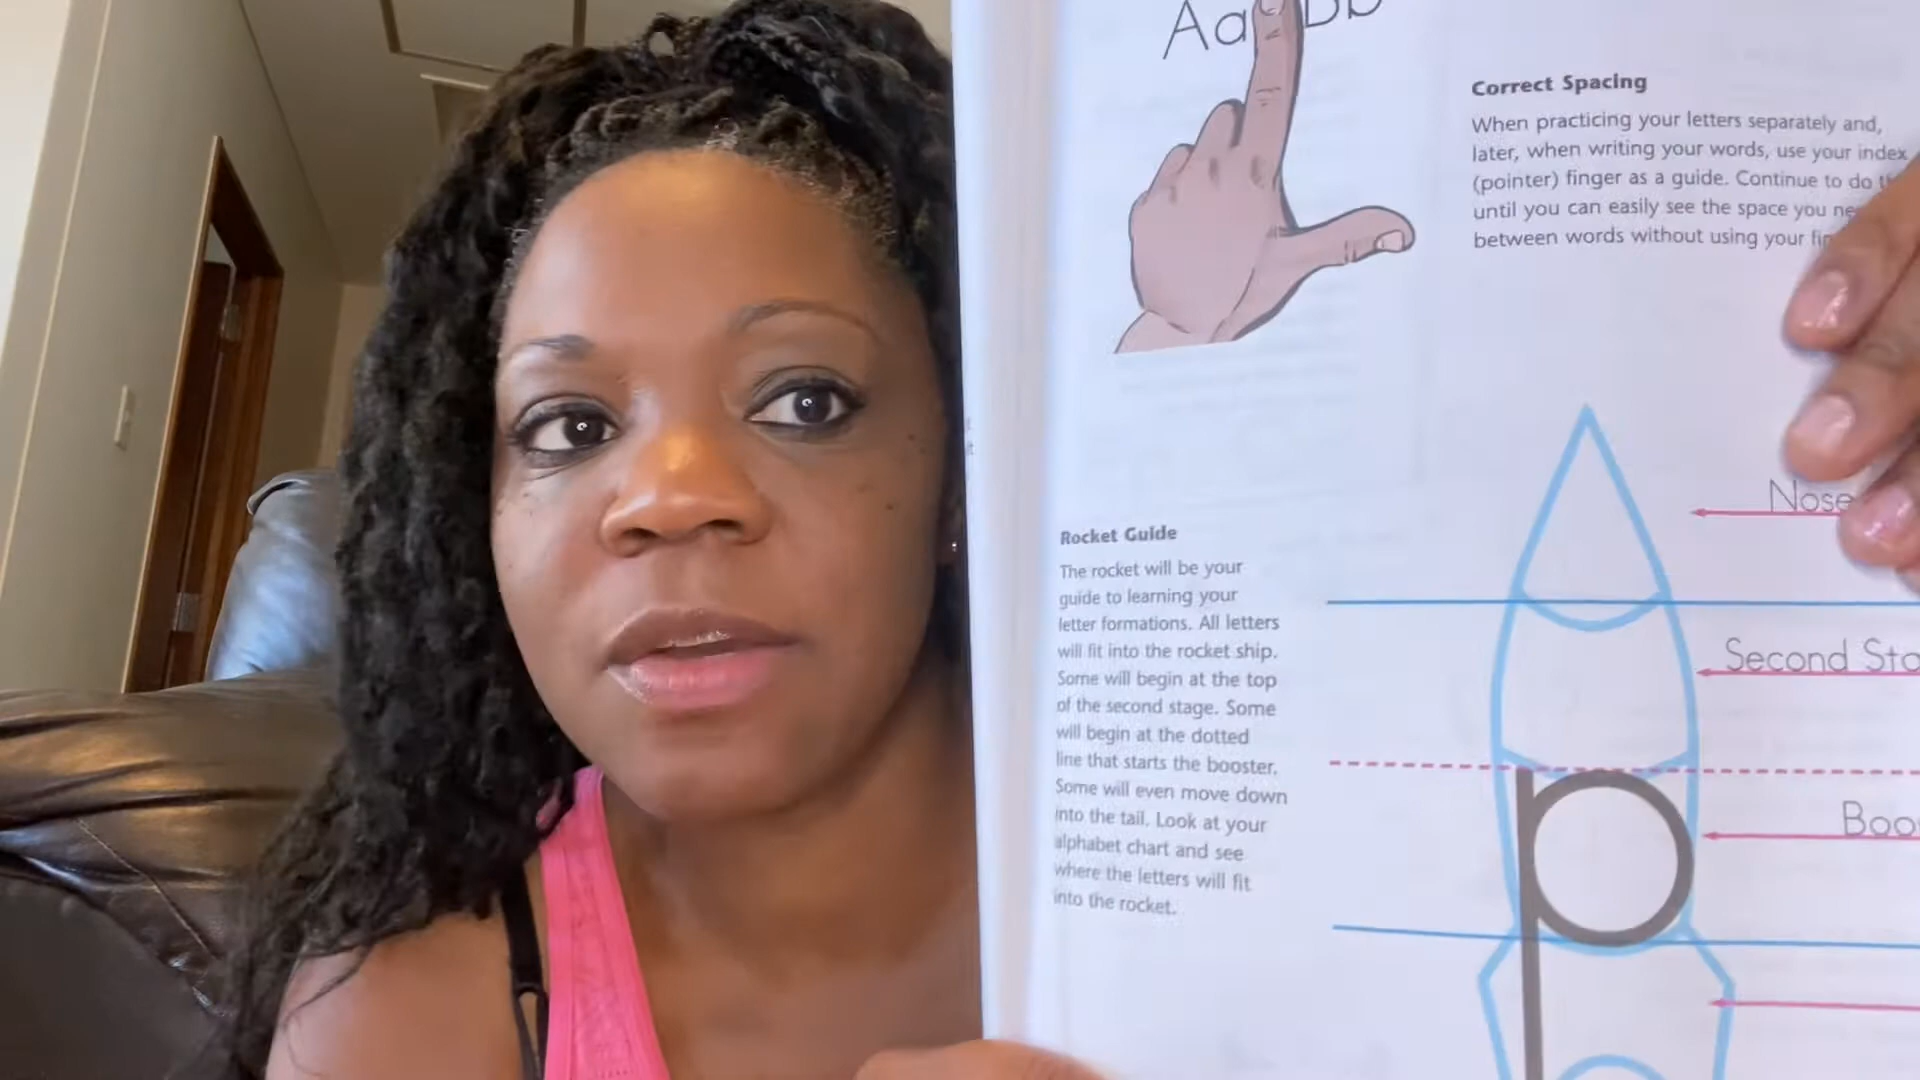 Aa Bb
Correct Spacing
When practicing your letters separately and,
later, when writing your words, use your index
(pointer) finger as a guide. Continue to do
until you can easily see the space you
between words without using your
Rocket Guide
The rocket will be your
guide to learning your
letter formations. All letters
will fit into the rocket ship.
Some will begin at the top
of the second stage. Some
will begin at the dotted
line that starts the booster.
Some will even move down
into the tail. Look at your
alphabet chart and see
where the letters will fit
into the rocket.
Nose
Second
p